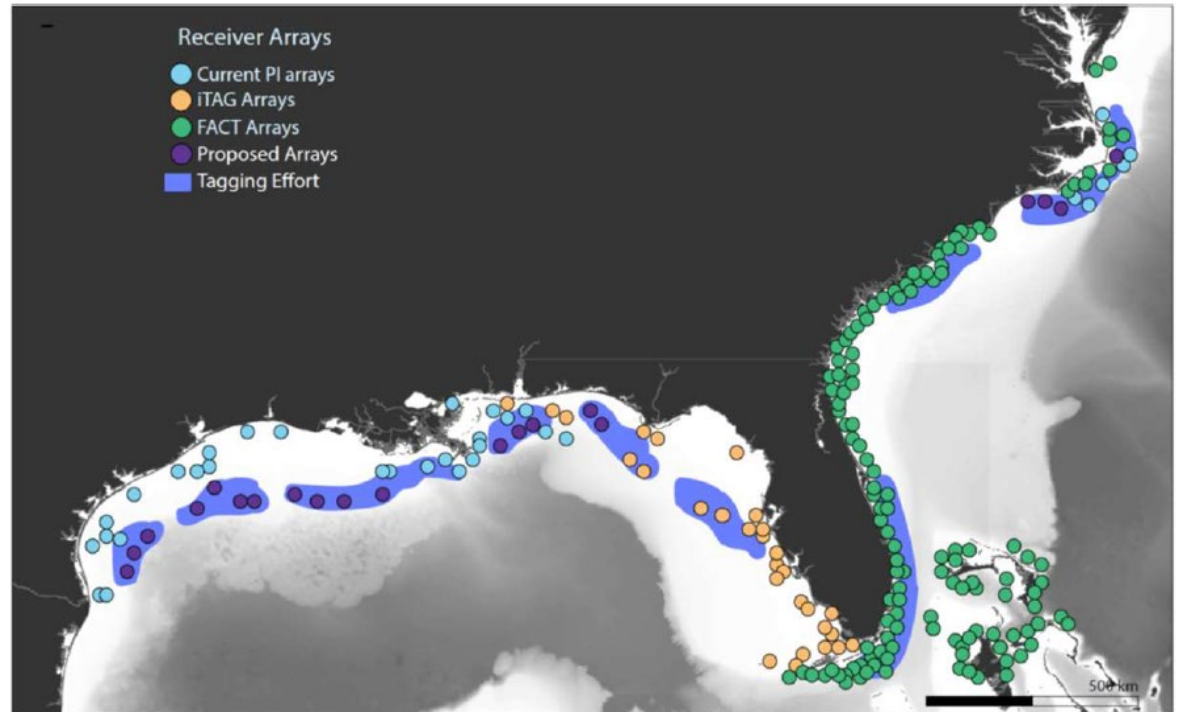 Receiver Arrays
Current PI arrays
iTAG Arrays
FACT Arrays
Proposed Arrays
Tagging Effort
500 km